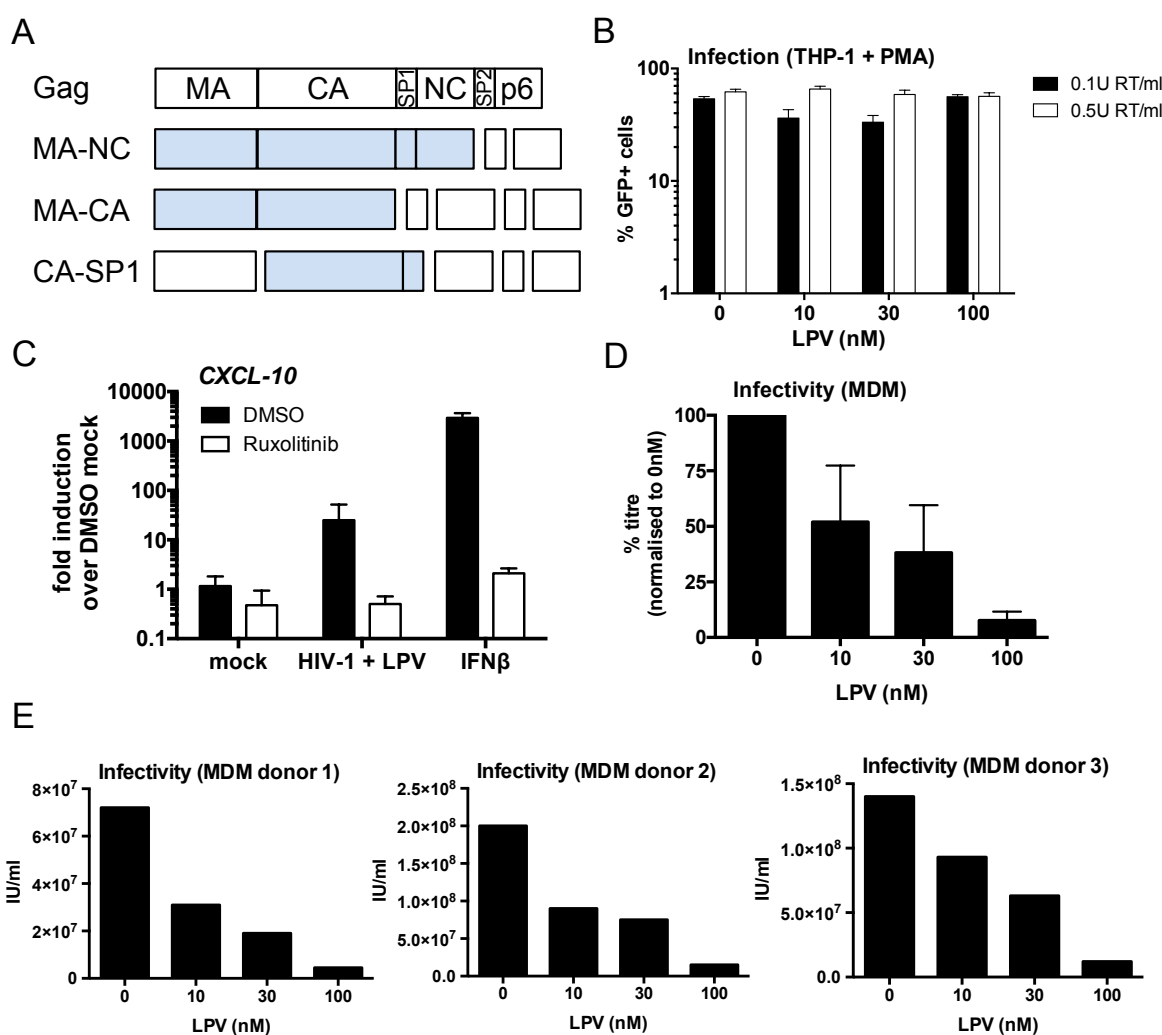 A
Gag MA CA SP1 NC SP2 p6
MA-NC
MA-CA
CA-SP1
B
Infection (THP-1 + PMA)
% GFP+ cells
100
10
1
0 10 30 100
LPV (nM)
0.1U RT/ml
0.5U RT/ml
C
CXCL-10
DMSO
Ruxolitinib
fold induction
over DMSO mock
10000
1000
100
10
1
0.1
mock HIV-1 + LPV IFNβ
D
Infectivity (MDM)
% titre
(normalised to 0nM)
100
75
50
25
0
0 10 30 100
LPV (nM)
E
Infectivity (MDM donor 1)
IU/ml
8×10⁷
6×10⁷
4×10⁷
2×10⁷
0
0 10 30 100
LPV (nM)
Infectivity (MDM donor 2)
IU/ml
2.5×10⁸
2.0×10⁸
1.5×10⁸
1.0×10⁸
5.0×10⁷
0.0
0 10 30 100
LPV (nM)
Infectivity (MDM donor 3)
IU/ml
1.5×10⁸
1.0×10⁸
5.0×10⁷
0.0
0 10 30 100
LPV (nM)